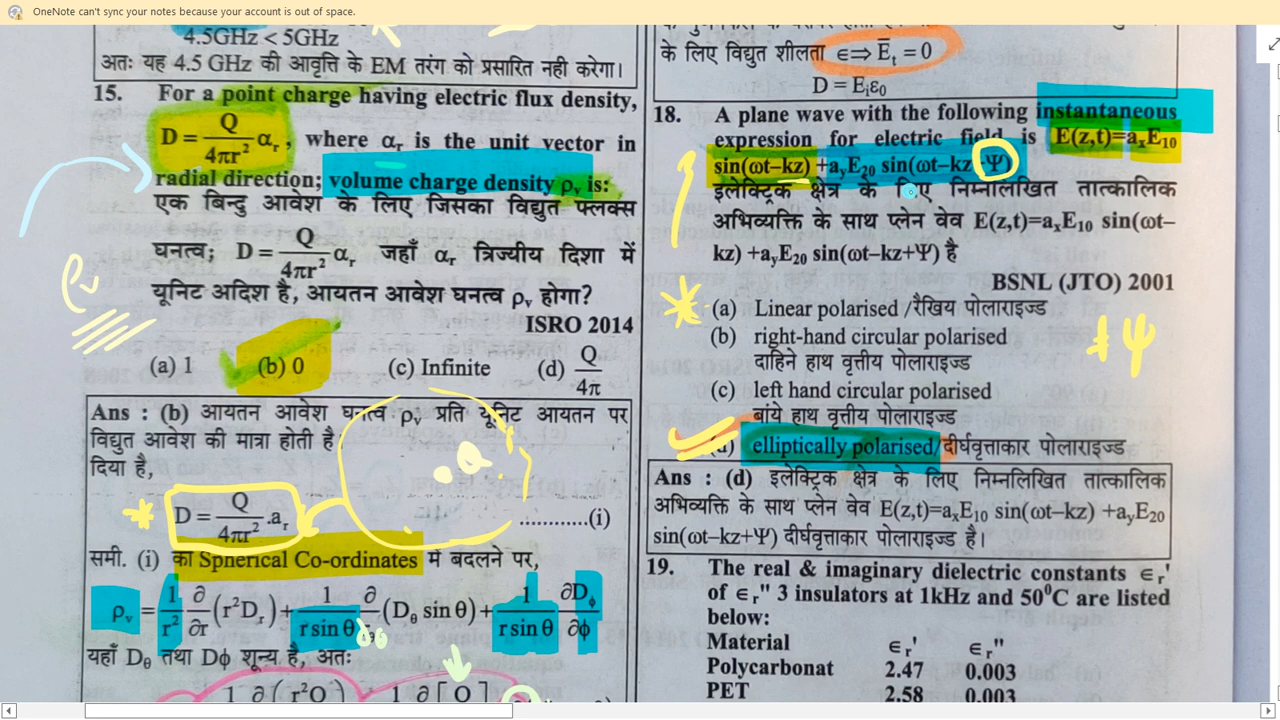 OneNote can't sync your notes because your account is out of space.
4.5GHz < 5GHz
अतः यह 4.5 GHz की आवृत्ति के EM तरंग को प्रसारित नही करेगा।
15. For a point charge having electric flux density,
D = Q/4πr² α_r, where α_r is the unit vector in
radial direction; volume charge density ρ_v is:
एक बिन्दु आवेश के लिए जिसका विद्युत फ्लक्स
घनत्व; D = Q/4πr² α_r जहाँ α_r त्रिज्यीय दिशा में
यूनिट अदिश है, आयतन आवेश घनत्व ρ_v होगा?
ρ_v
ISRO 2014
(a) 1 (b) 0 (c) Infinite (d) Q/4π
Ans : (b) आयतन आवेश घनत्व ρ_v प्रति यूनिट आयतन पर
विद्युत आवेश की मात्रा होती है
दिया है,
D = Q/4πr² .a_r ............(i)
समी. (i) को Spnerical Co-ordinates में बदलने पर,
ρ_v = 1/r² ∂/∂r (r²D_r) + 1/r sin θ ∂/∂θ (D_θ sin θ) + 1/r sin θ ∂D_ϕ/∂ϕ
यहाँ D_θ तथा Dϕ शून्य है, अतः
के लिए विद्युत शीलता ∈⇒ E̅_t = 0
D = E_iε_0
18. A plane wave with the following instantaneous
expression for electric field is E(z,t)=a_xE_10
sin(ωt–kz) +a_yE_20 sin(ωt–kz Ψ)
इलेक्ट्रिक क्षेत्र के लिए निम्नलिखित तात्कालिक
अभिव्यक्ति के साथ प्लेन वेव E(z,t)=a_xE_10 sin(ωt–
kz) +a_yE_20 sin(ωt–kz+Ψ) है
BSNL (JTO) 2001
(a) Linear polarised /रैखिय पोलाराइज्ड
(b) right-hand circular polarised
दाहिने हाथ वृत्तीय पोलाराइज्ड
Ψ
(c) left hand circular polarised
बांये हाथ वृत्तीय पोलाराइज्ड
(d) elliptically polarised/दीर्घवृत्ताकार पोलाराइज्ड
Ans : (d) इलेक्ट्रिक क्षेत्र के लिए निम्नलिखित तात्कालिक
अभिव्यक्ति के साथ प्लेन वेव E(z,t)=a_xE_10 sin(ωt–kz) +a_yE_20
sin(ωt–kz+Ψ) दीर्घवृत्ताकार पोलाराइज्ड है।
19. The real & imaginary dielectric constants ∈_r'
of ∈_r" 3 insulators at 1kHz and 50⁰C are listed
below:
Material ∈_r' ∈_r"
Polycarbonat 2.47 0.003
PET 2.58 0.003